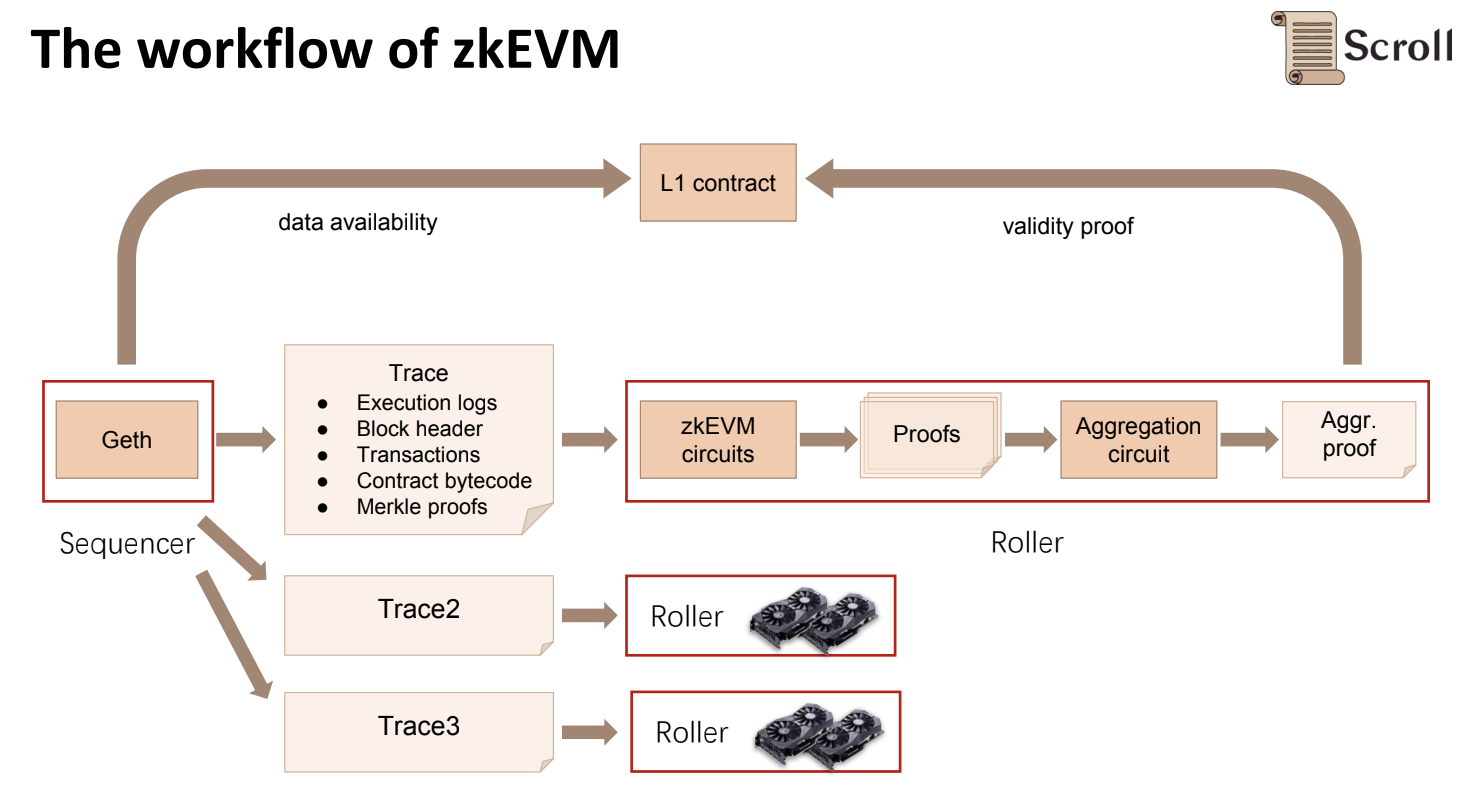 The workflow of zkEVM
Scroll
L1 contract
data availability
validity proof
Trace
● Execution logs
● Block header
● Transactions
● Contract bytecode
● Merkle proofs
Geth
zkEVM
circuits
Proofs
Aggregation
circuit
Aggr.
proof
Sequencer
Roller
Trace2
Roller
Trace3
Roller